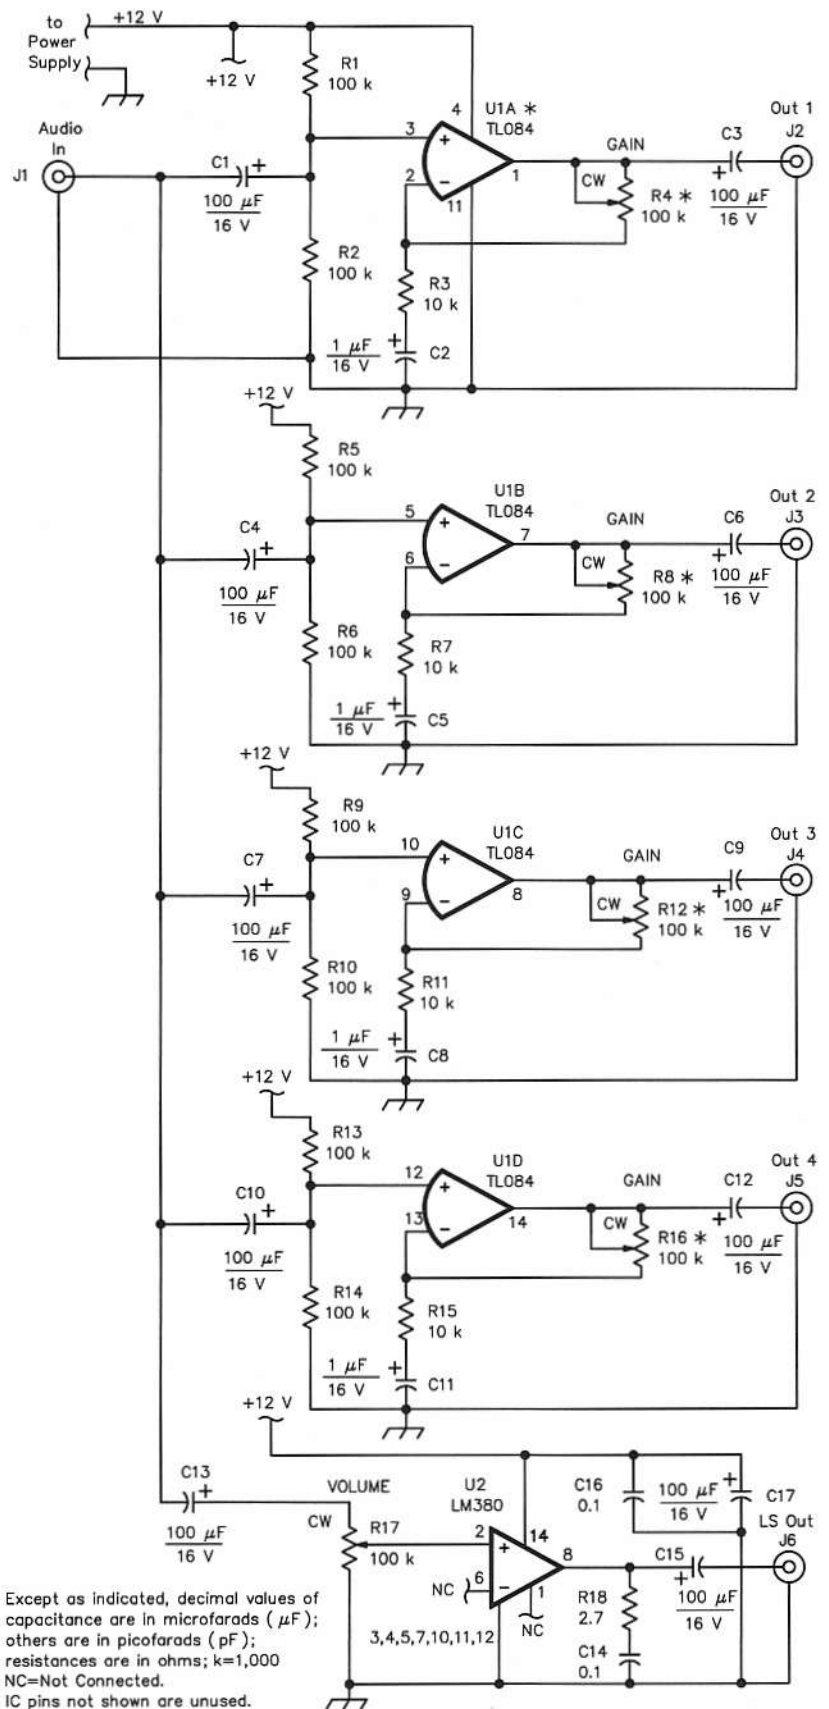 to
Power
Supply
+12 V
+12 V
R1
100 k
4
U1A *
TL084
Out 1
J2
Audio
In
J1
C1
+
100 µF
16 V
3
+
2
−
11
1
GAIN
CW
R4 *
100 k
C3
+
100 µF
16 V
R2
100 k
R3
10 k
1 µF
16 V
+
C2
+12 V
R5
100 k
U1B
TL084
Out 2
J3
C4
+
100 µF
16 V
5
+
6
−
7
GAIN
CW
R8 *
100 k
C6
+
100 µF
16 V
R6
100 k
R7
10 k
1 µF
16 V
+
C5
+12 V
R9
100 k
U1C
TL084
Out 3
J4
C7
+
100 µF
16 V
10
+
9
−
8
GAIN
CW
R12 *
100 k
C9
+
100 µF
16 V
R10
100 k
R11
10 k
1 µF
16 V
+
C8
+12 V
R13
100 k
U1D
TL084
Out 4
J5
C10
+
100 µF
16 V
12
+
13
−
14
GAIN
CW
R16 *
100 k
C12
+
100 µF
16 V
R14
100 k
R15
10 k
1 µF
16 V
+
C11
+12 V
C13
+
100 µF
16 V
VOLUME
CW
R17
100 k
U2
LM380
2
+
14
6
−
NC
1
NC
8
3,4,5,7,10,11,12
C16
0.1
100 µF
16 V
+
C17
LS Out
J6
C15
+
100 µF
16 V
R18
2.7
C14
0.1
Except as indicated, decimal values of
capacitance are in microfarads ( µF);
others are in picofarads ( pF);
resistances are in ohms; k=1,000
NC=Not Connected.
IC pins not shown are unused.